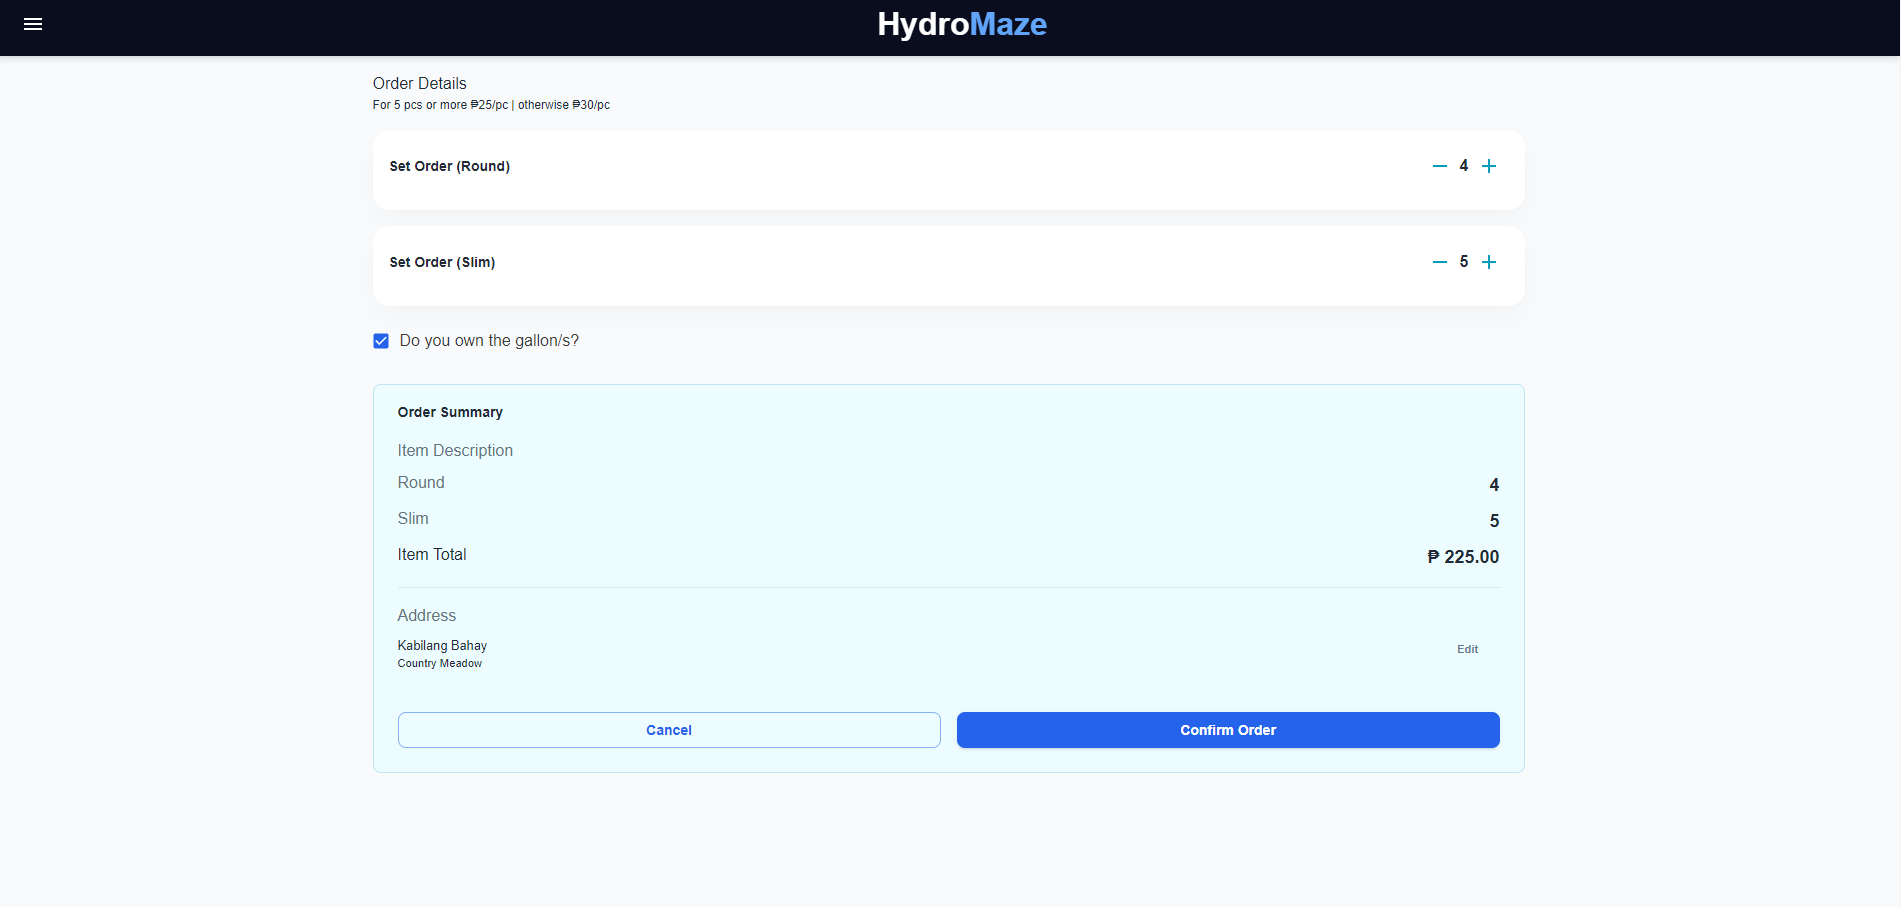 HydroMaze
Order Details
For 5 pcs or more ₱25/pc | otherwise ₱30/pc
Set Order (Round)
4
Set Order (Slim)
5
Do you own the gallon/s?
Order Summary
Item Description
Round
4
Slim
5
Item Total
₱ 225.00
Address
Kabilang Bahay
Country Meadow
Edit
Cancel
Confirm Order